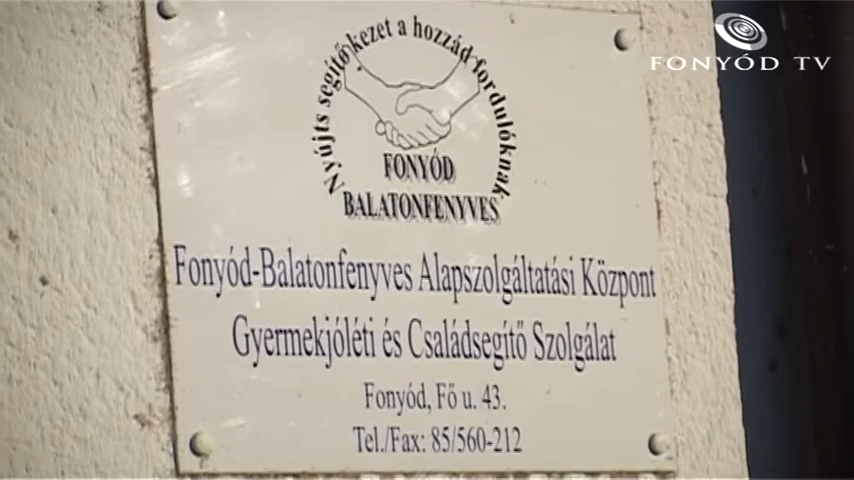 FONYÓD TV
Nyújts segítő kezet a hozzád fordulóknak
FONYÓD
BALATONFENYVES
Fonyód-Balatonfenyves Alapszolgáltatási Központ
Gyermekjóléti és Családsegítő Szolgálat
Fonyód, Fő u. 43.
Tel./Fax: 85/560-212